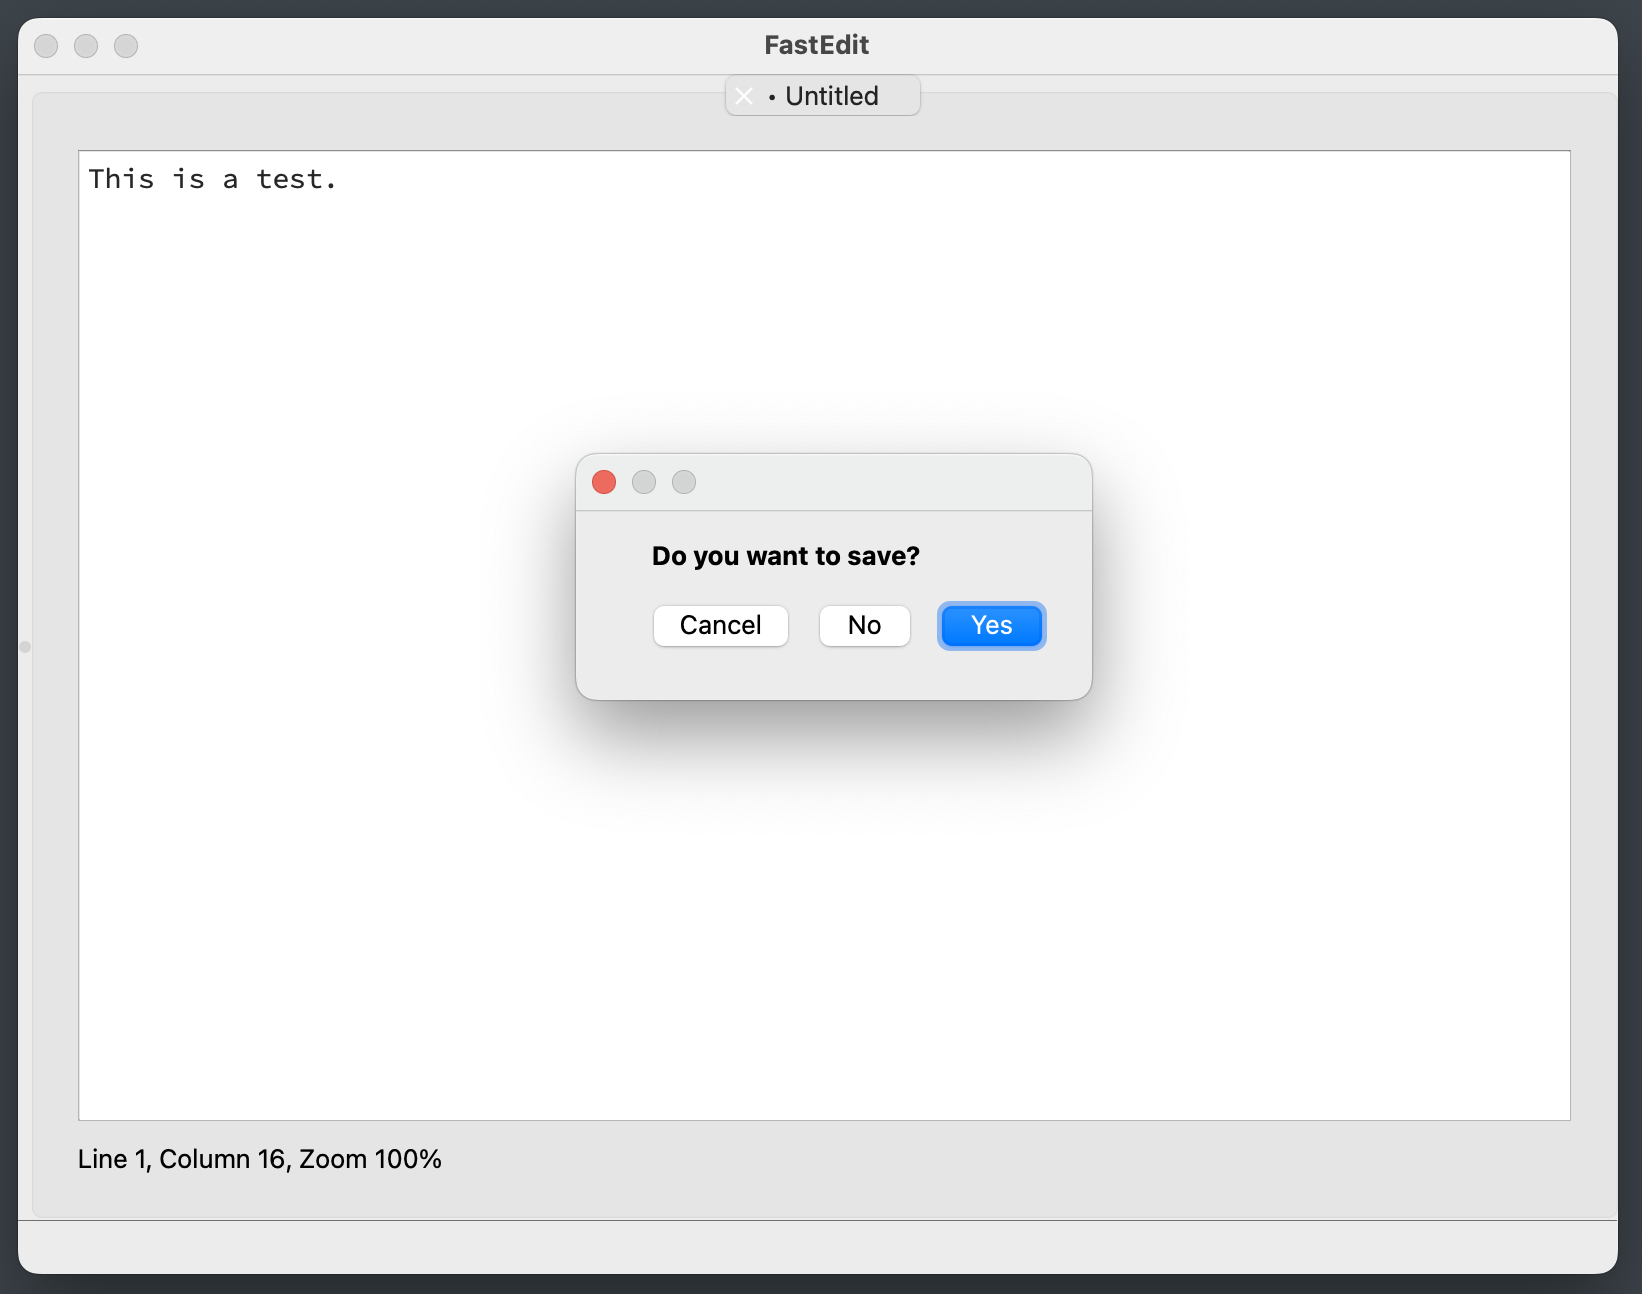 FastEdit
• Untitled
This is a test.
Do you want to save?
Cancel No Yes
Line 1, Column 16, Zoom 100%